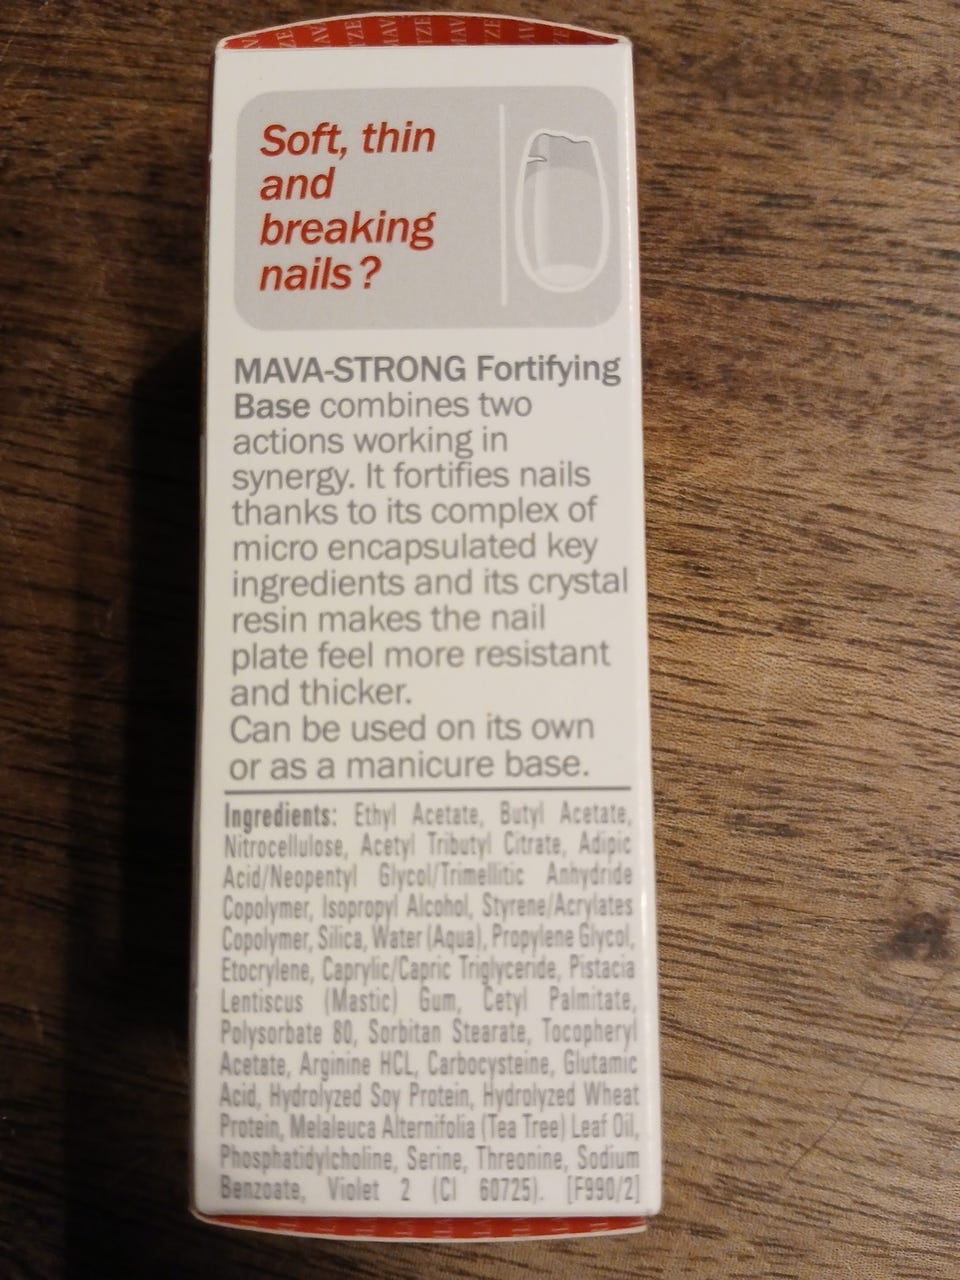 Soft, thin
and
breaking
nails?
MAVA-STRONG Fortifying
Base combines two
actions working in
synergy. It fortifies nails
thanks to its complex of
micro encapsulated key
ingredients and its crystal
resin makes the nail
plate feel more resistant
and thicker.
Can be used on its own
or as a manicure base.
Ingredients: Ethyl Acetate, Butyl Acetate,
Nitrocellulose, Acetyl Tributyl Citrate, Adipic
Acid/Neopentyl Glycol/Trimellitic Anhydride
Copolymer, Isopropyl Alcohol, Styrene/Acrylates
Copolymer, Silica, Water (Aqua), Propylene Glycol,
Etocrylene, Caprylic/Capric Triglyceride, Pistacia
Lentiscus (Mastic) Gum, Cetyl Palmitate,
Polysorbate 80, Sorbitan Stearate, Tocopheryl
Acetate, Arginine HCL, Carbocysteine, Glutamic
Acid, Hydrolyzed Soy Protein, Hydrolyzed Wheat
Protein, Melaleuca Alternifolia (Tea Tree) Leaf Oil,
Phosphatidylcholine, Serine, Threonine, Sodium
Benzoate, Violet 2 (CI 60725). [F990/2]